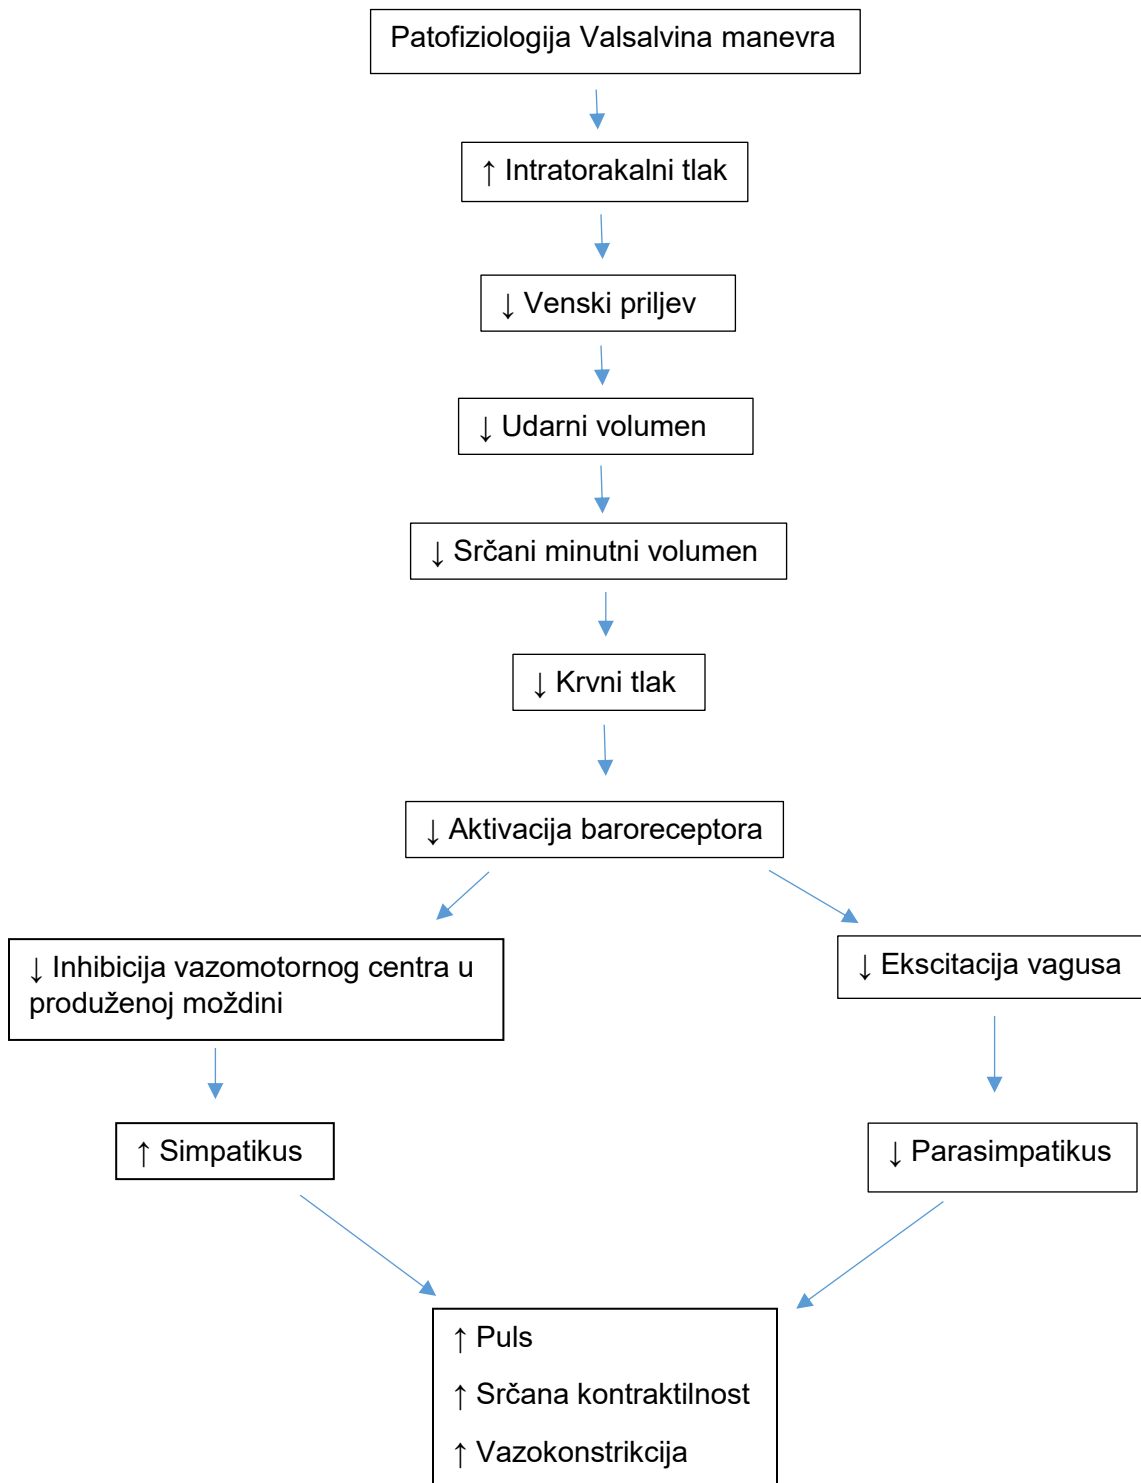 Patofiziologija Valsalvina manevra
↑ Intratorakalni tlak
↓ Venski priljev
↓ Udarni volumen
↓ Srčani minutni volumen
↓ Krvni tlak
↓ Aktivacija baroreceptora
↓ Inhibicija vazomotornog centra u
produženoj moždini
↓ Ekscitacija vagusa
↑ Simpatikus
↓ Parasimpatikus
↑ Puls
↑ Srčana kontraktilnost
↑ Vazokonstrikcija